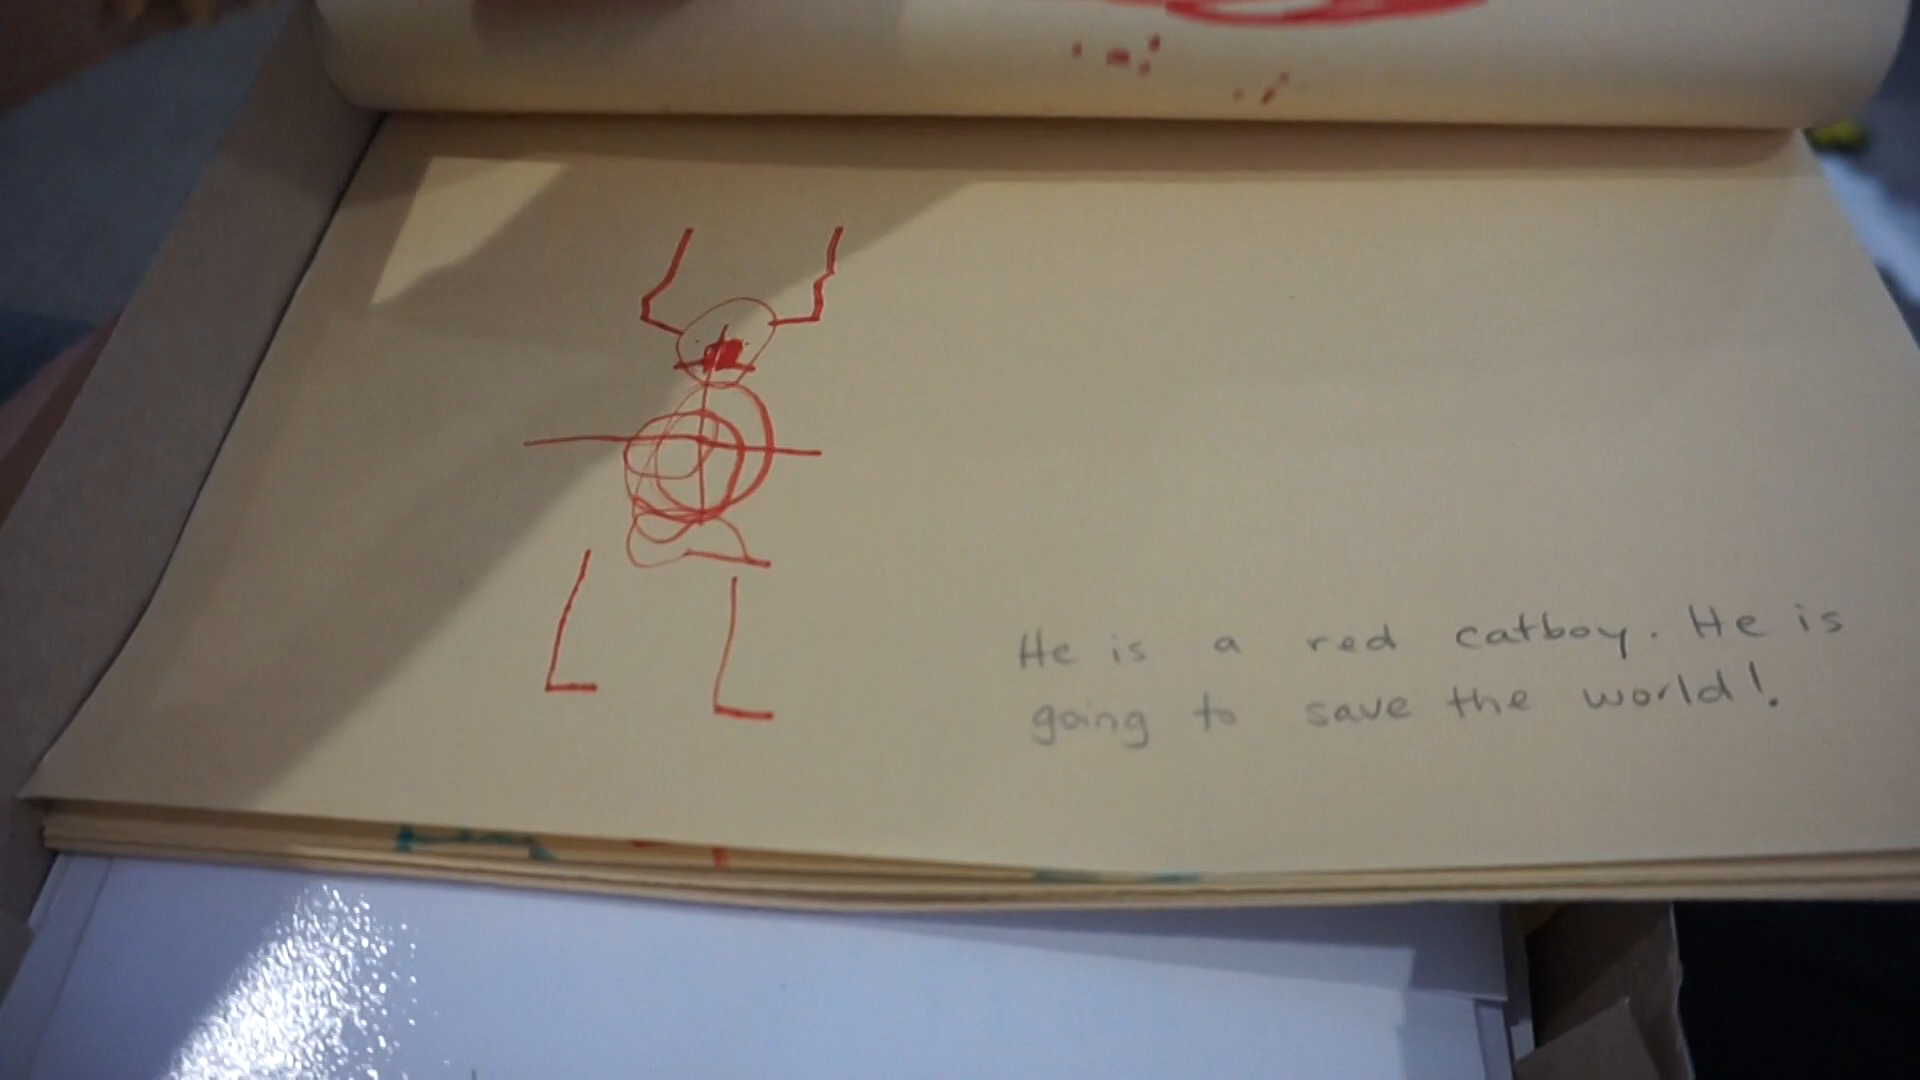 He is a red catboy. He is
going to save the world!